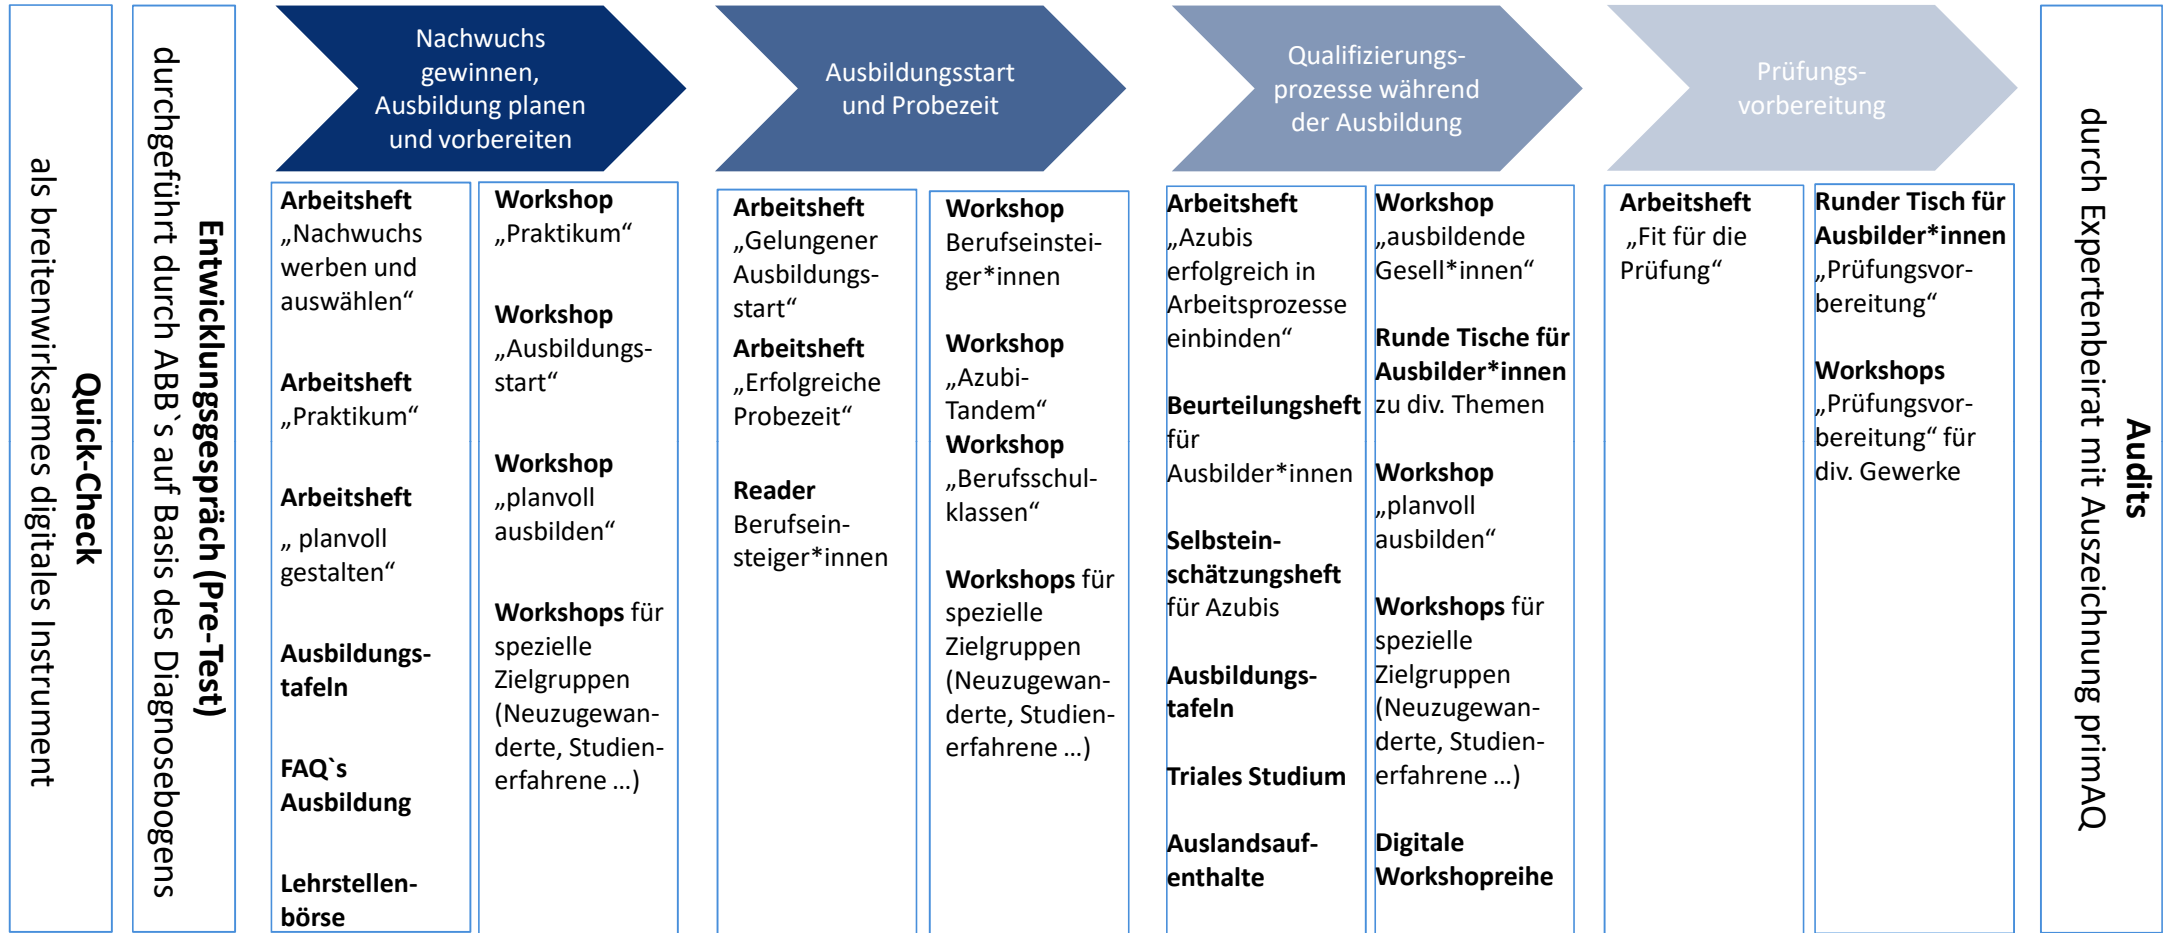 Quick-Check
als breitenwirksames digitales Instrument
Entwicklungsgespräch (Pre-Test)
durchgeführt durch ABB`s auf Basis des Diagnosebogens
Nachwuchs
gewinnen,
Ausbildung planen
und vorbereiten
Arbeitsheft
„Nachwuchs
werben und
auswählen“
Arbeitsheft
„Praktikum“
Arbeitsheft
„ planvoll
gestalten“
Ausbildungs-
tafeln
FAQ`s
Ausbildung
Lehrstellen-
börse
Workshop
„Praktikum“
Workshop
„Ausbildungs-
start“
Workshop
„planvoll
ausbilden“
Workshops für
spezielle
Zielgruppen
(Neuzugewan-
derte, Studien-
erfahrene …)
Ausbildungsstart
und Probezeit
Arbeitsheft
„Gelungener
Ausbildungs-
start“
Arbeitsheft
„Erfolgreiche
Probezeit“
Reader
Berufsein-
steiger*innen
Workshop
Berufseinstei-
ger*innen
Workshop
„Azubi-
Tandem“
Workshop
„Berufsschul-
klassen“
Workshops für
spezielle
Zielgruppen
(Neuzugewan-
derte, Studien-
erfahrene …)
Qualifizierungs-
prozesse während
der Ausbildung
Arbeitsheft
„Azubis
erfolgreich in
Arbeitsprozesse
einbinden“
Beurteilungsheft
für
Ausbilder*innen
Selbstein-
schätzungsheft
für Azubis
Ausbildungs-
tafeln
Triales Studium
Auslandsauf-
enthalte
Workshop
„ausbildende
Gesell*innen“
Runde Tische für
Ausbilder*innen
zu div. Themen
Workshop
„planvoll
ausbilden“
Workshops für
spezielle
Zielgruppen
(Neuzugewan-
derte, Studien-
erfahrene …)
Digitale
Workshopreihe
Prüfungs-
vorbereitung
Arbeitsheft
„Fit für die
Prüfung“
Runder Tisch für
Ausbilder*innen
„Prüfungsvor-
bereitung“
Workshops
„Prüfungsvor-
bereitung“ für
div. Gewerke
Audits
durch Expertenbeirat mit Auszeichnung primAQ